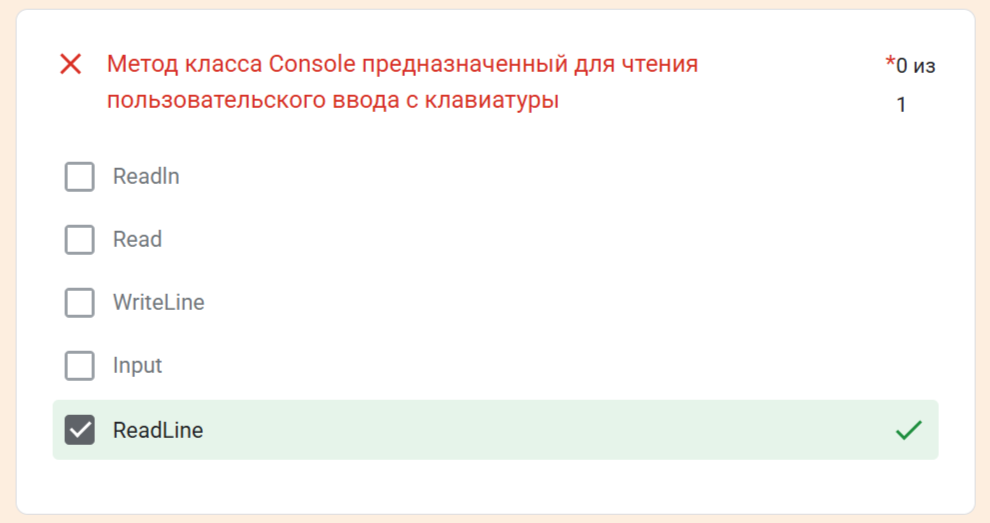 Метод класса Console предназначенный для чтения
пользовательского ввода с клавиатуры
*0 из
1
Readln
Read
WriteLine
Input
ReadLine